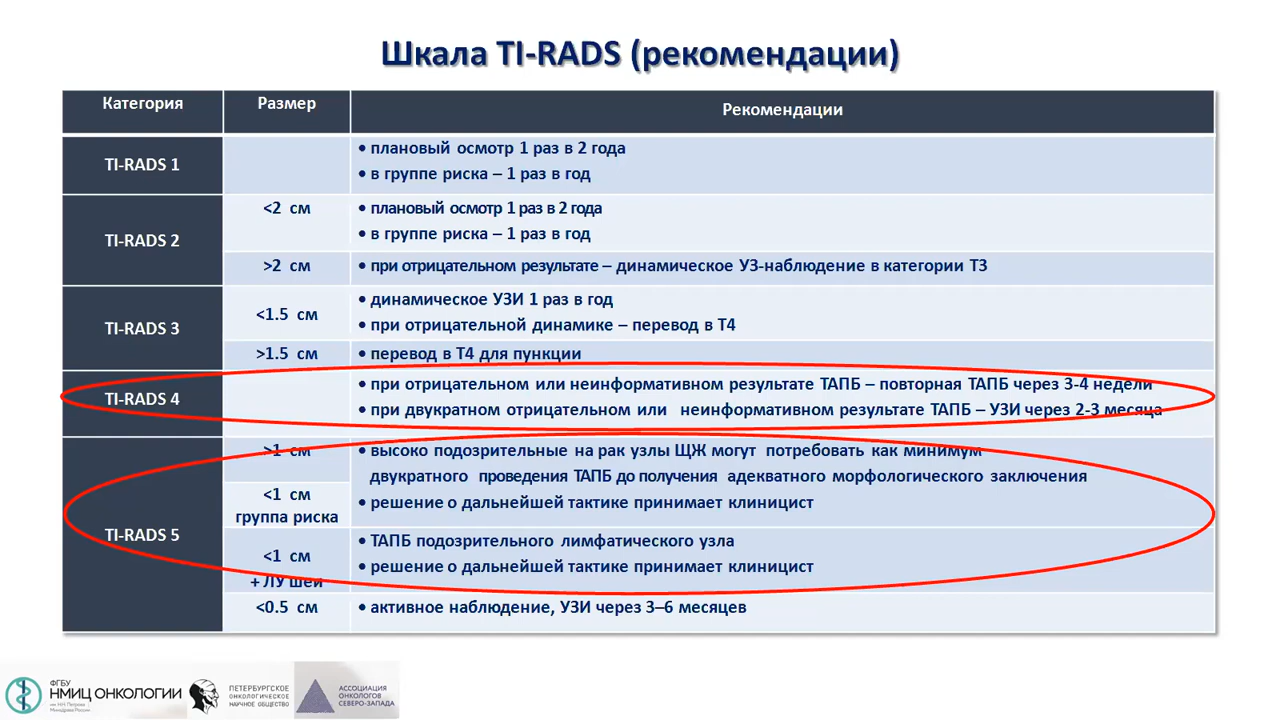 Шкала TI-RADS (рекомендации)
Категория
Размер
Рекомендации
TI-RADS 1
• плановый осмотр 1 раз в 2 года
• в группе риска – 1 раз в год
TI-RADS 2
<2 см
• плановый осмотр 1 раз в 2 года
• в группе риска – 1 раз в год
>2 см
• при отрицательном результате – динамическое УЗ-наблюдение в категории Т3
TI-RADS 3
<1.5 см
• динамическое УЗИ 1 раз в год
• при отрицательной динамике – перевод в Т4
>1.5 см
• перевод в Т4 для пункции
TI-RADS 4
• при отрицательном или неинформативном результате ТАПБ – повторная ТАПБ через 3-4 недели
• при двукратном отрицательном или неинформативном результате ТАПБ – УЗИ через 2-3 месяца
TI-RADS 5
>1 см
• высоко подозрительные на рак узлы ЩЖ могут потребовать как минимум
двукратного проведения ТАПБ до получения адекватного морфологического заключения
<1 см
группа риска
• решение о дальнейшей тактике принимает клиницист
<1 см
+ ЛУ шеи
• ТАПБ подозрительного лимфатического узла
• решение о дальнейшей тактике принимает клиницист
<0.5 см
• активное наблюдение, УЗИ через 3–6 месяцев
ФГБУ
НМИЦ ОНКОЛОГИИ
им. Н.Н. Петрова
Минздрава России
ПЕТЕРБУРГСКОЕ
ОНКОЛОГИЧЕСКОЕ
НАУЧНОЕ ОБЩЕСТВО
АССОЦИАЦИЯ
ОНКОЛОГОВ
СЕВЕРО-ЗАПАДА